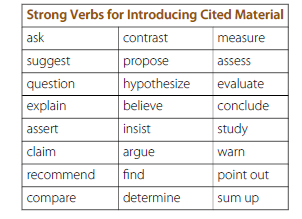 Strong Verbs for Introducing Cited Material
ask contrast measure
suggest propose assess
question hypothesize evaluate
explain believe conclude
assert insist study
claim argue warn
recommend find point out
compare determine sum up